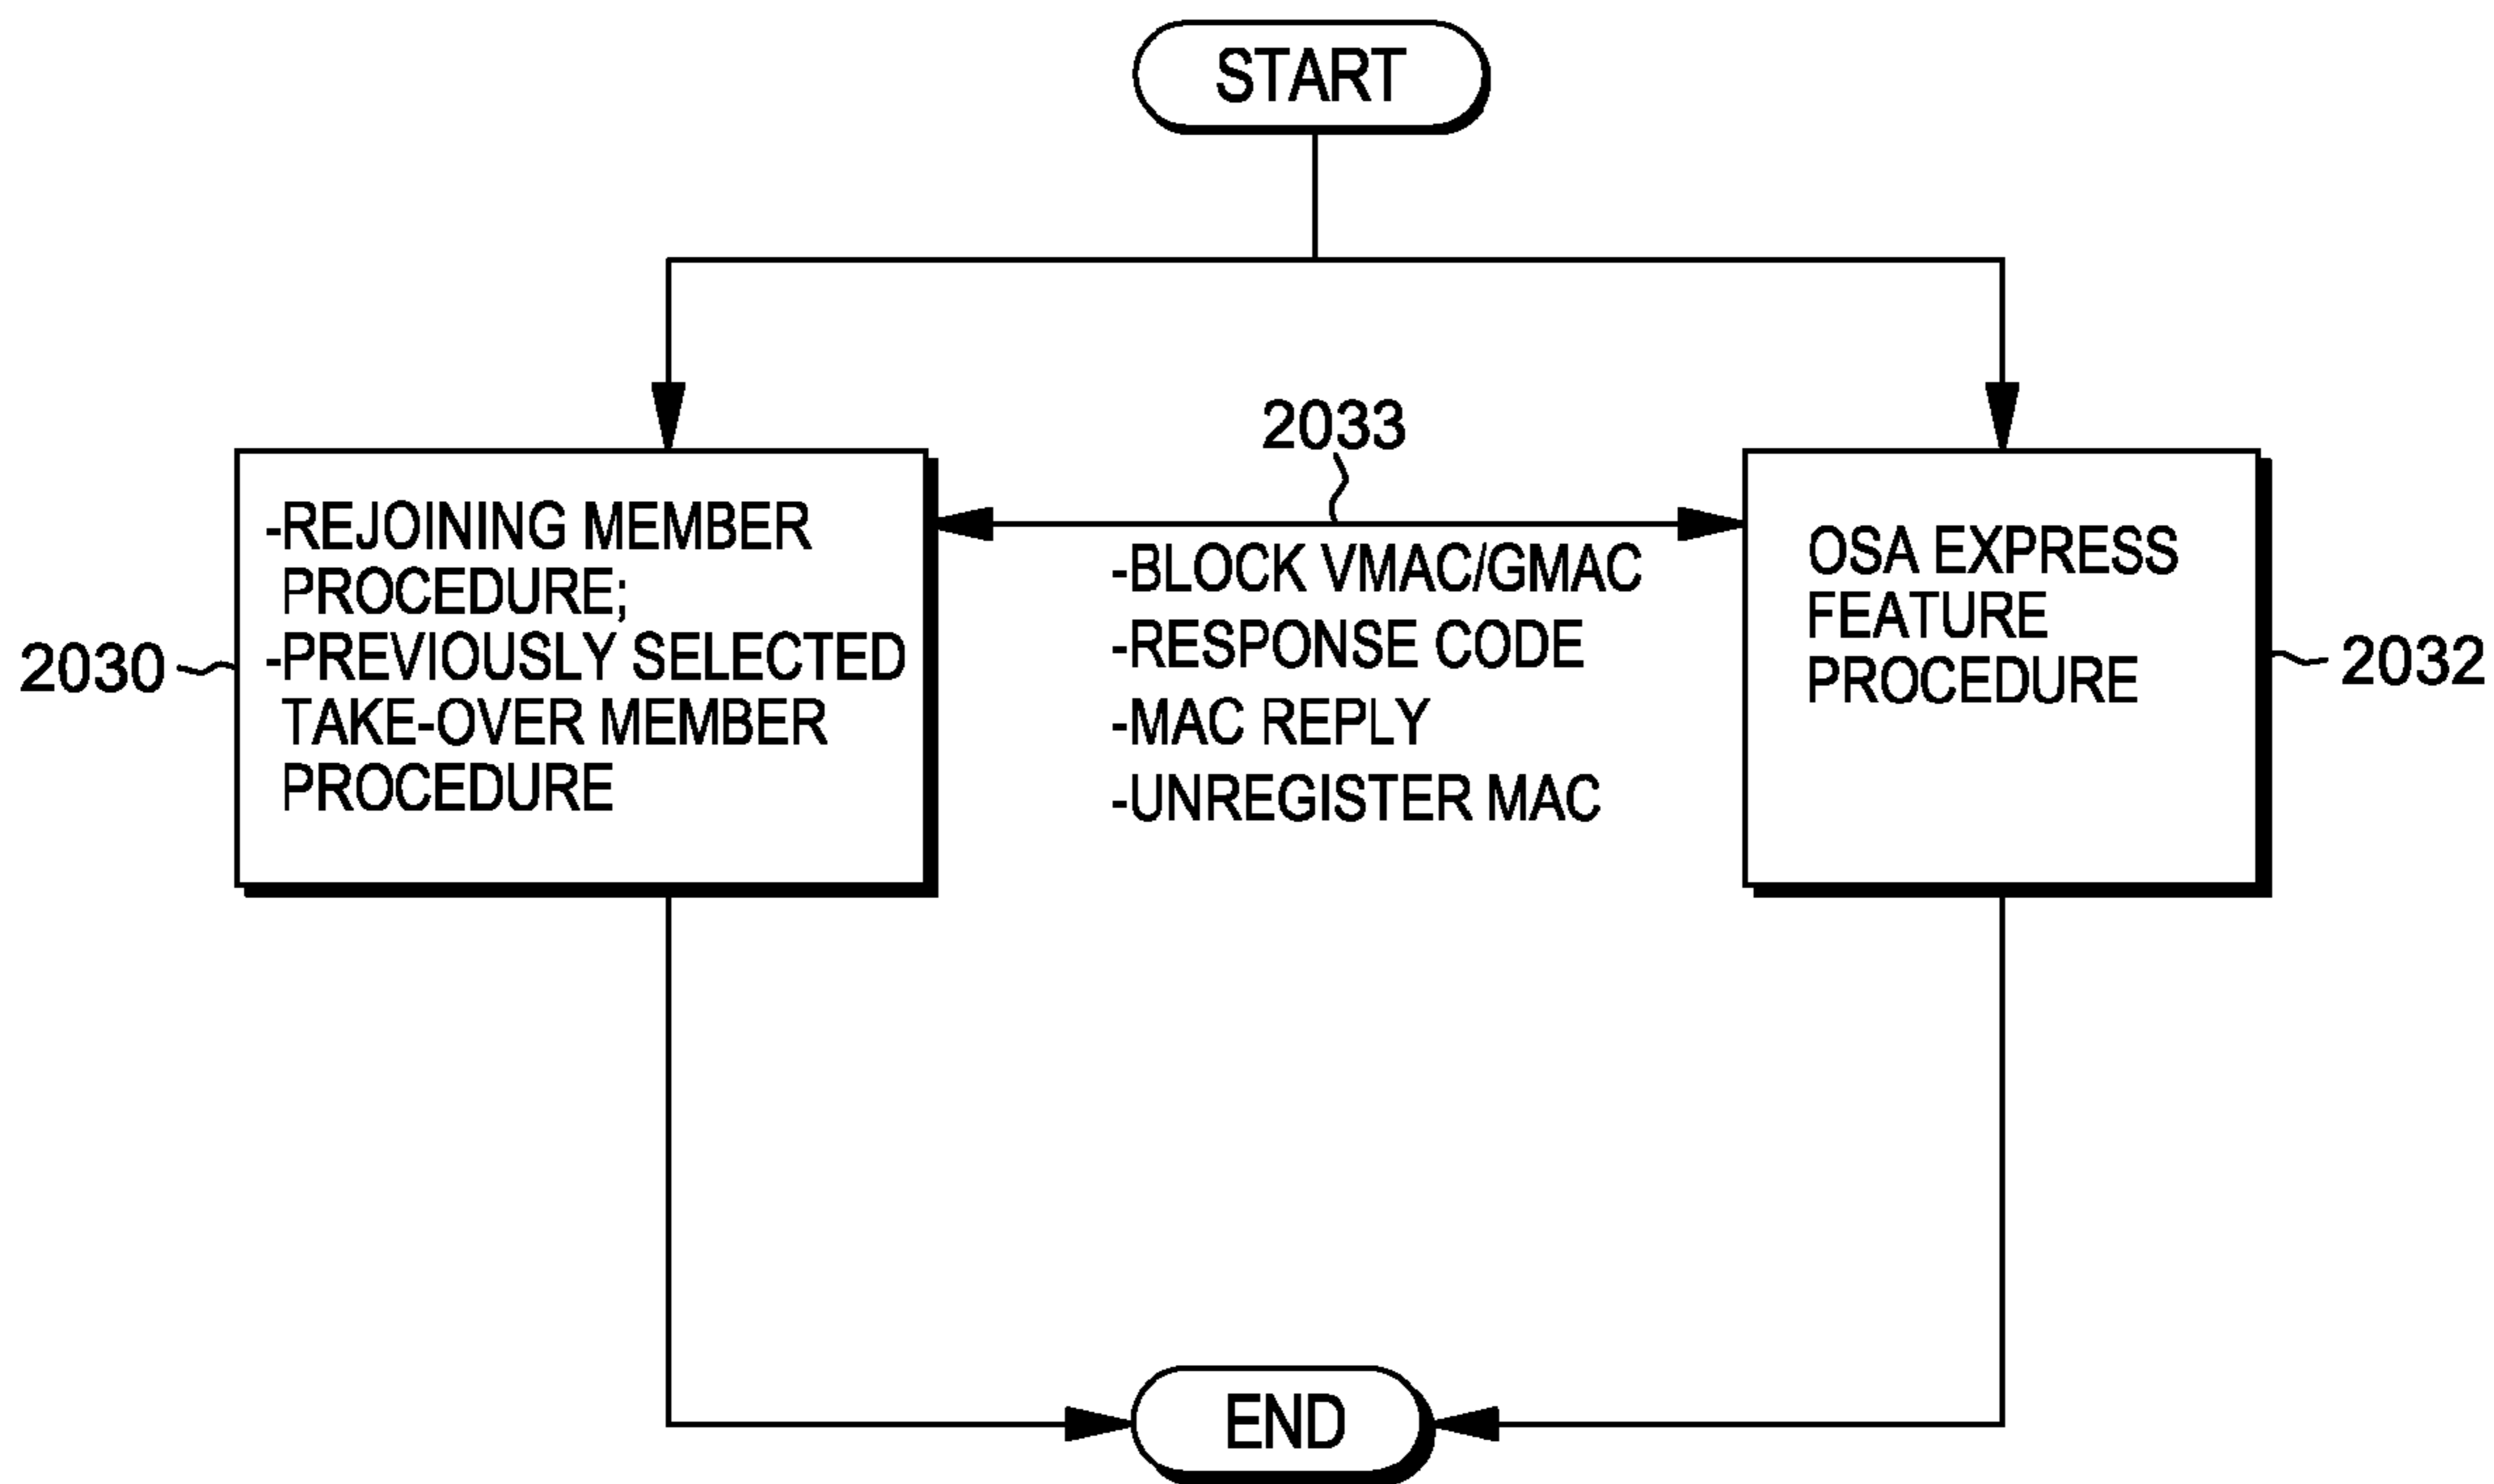 START
2033
-REJOINING MEMBER
PROCEDURE;
-PREVIOUSLY SELECTED
TAKE-OVER MEMBER
PROCEDURE
2030
-BLOCK VMAC/GMAC
-RESPONSE CODE
-MAC REPLY
-UNREGISTER MAC
OSA EXPRESS
FEATURE
PROCEDURE
2032
END